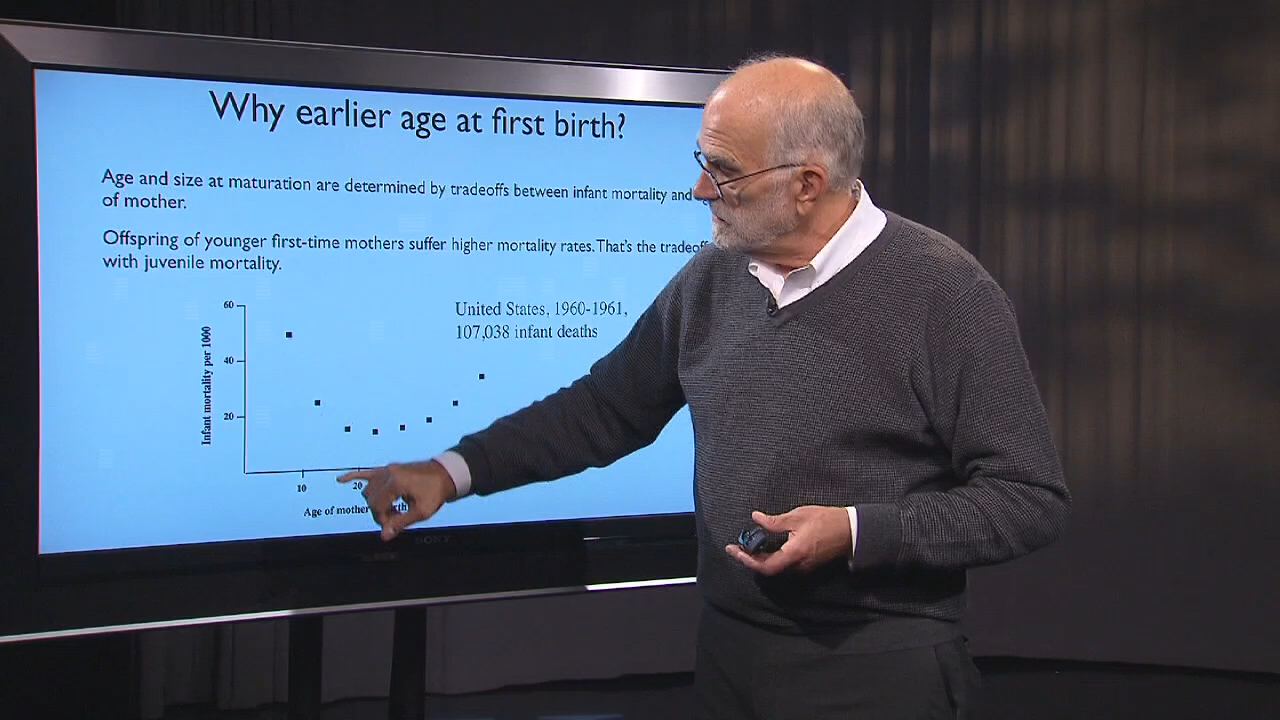 Why earlier age at first birth?
Age and size at maturation are determined by tradeoffs between infant mortality and
of mother.
Offspring of younger first-time mothers suffer higher mortality rates. That's the tradeoff
with juvenile mortality.
United States, 1960-1961,
107,038 infant deaths
Infant mortality per 1000
60
40
20
10
20
Age of mother
SONY